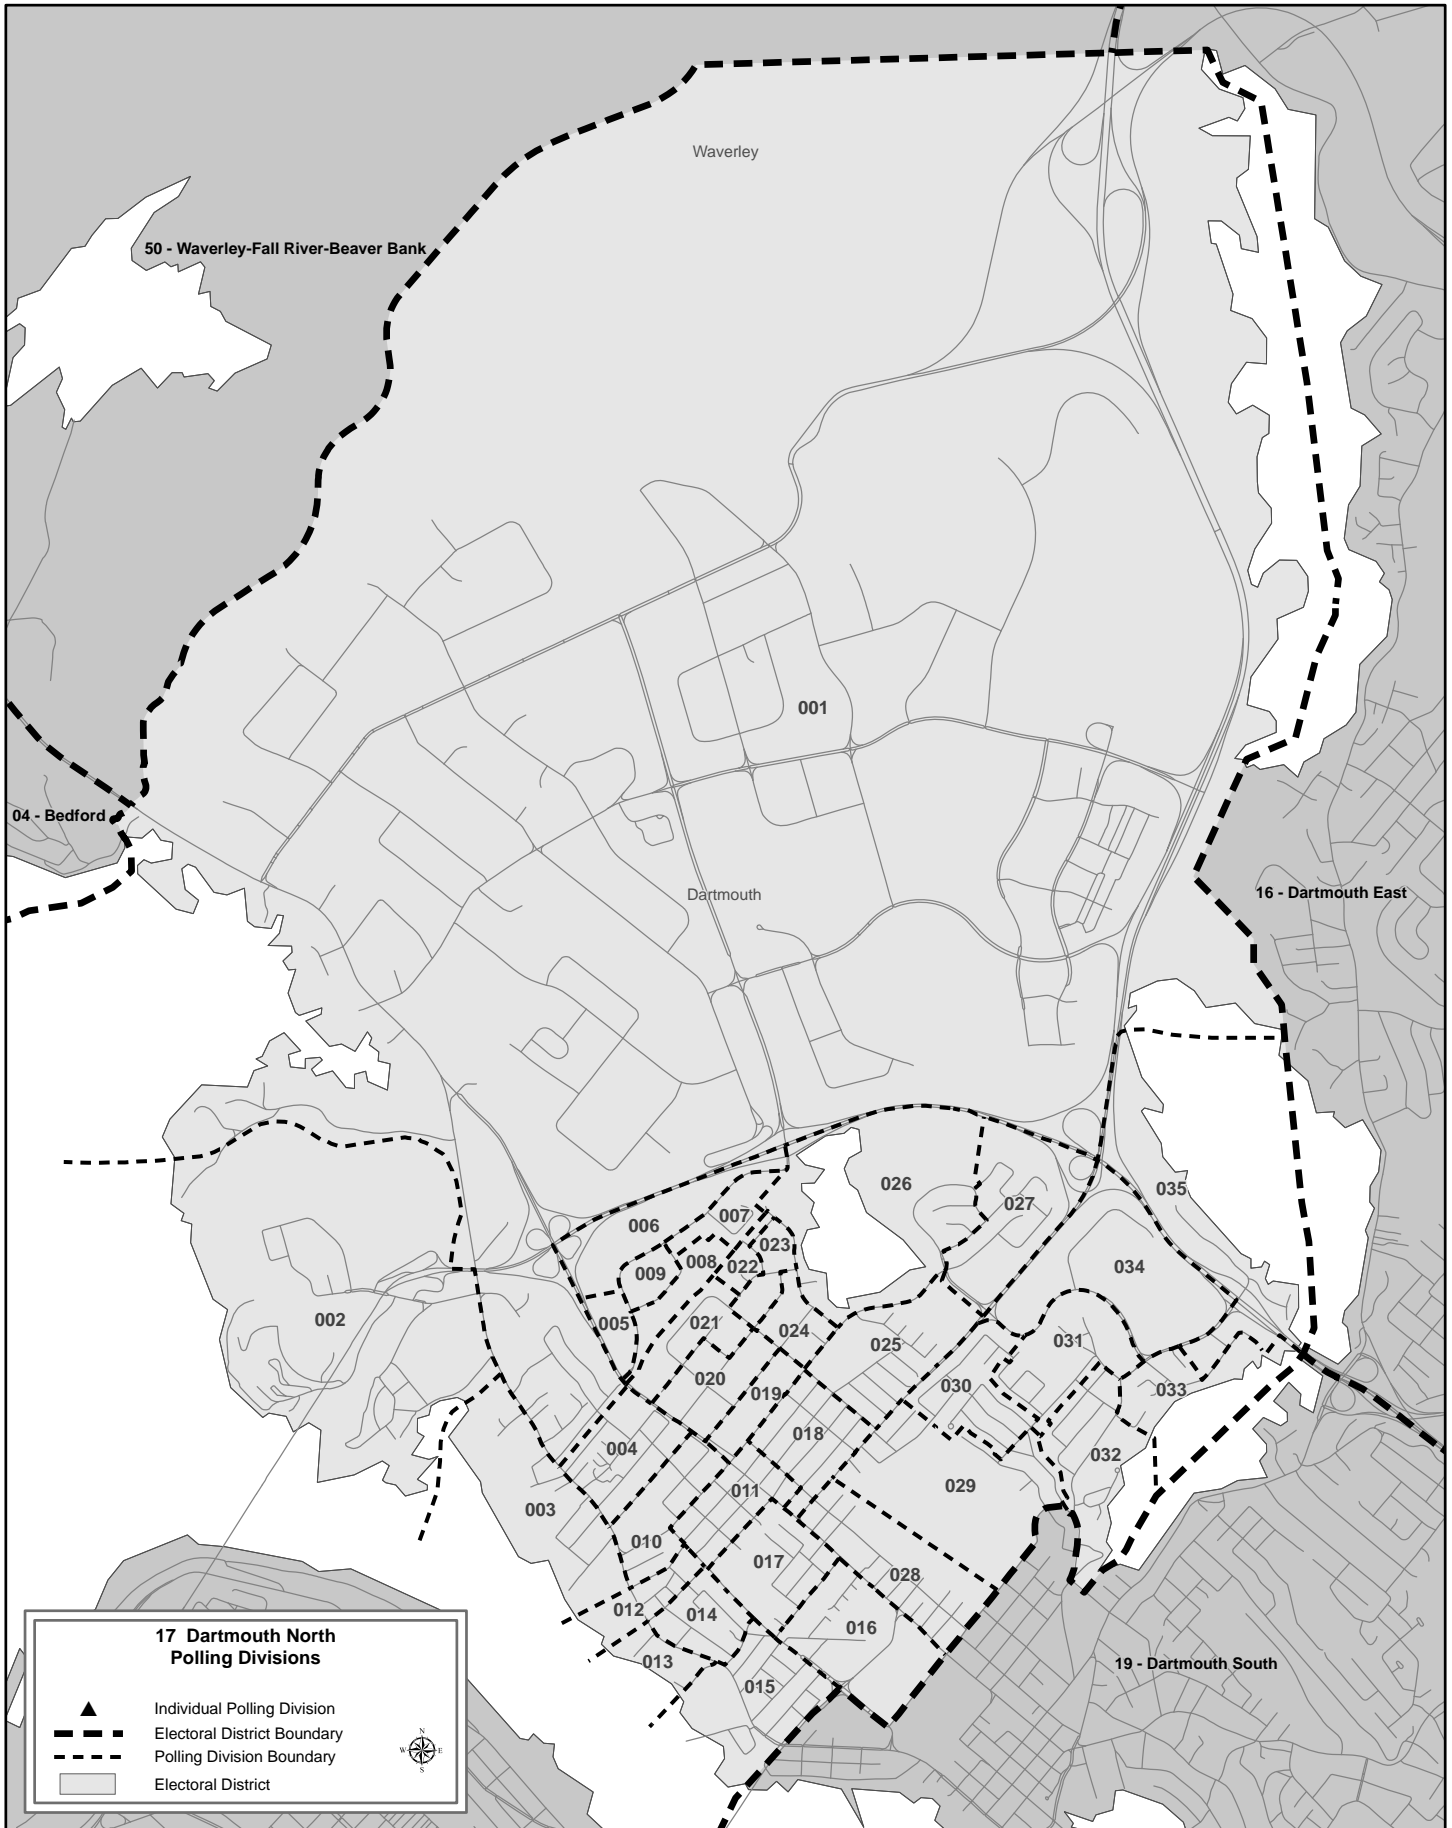 Waverley
50 - Waverley-Fall River-Beaver Bank
001
04 - Bedford
Dartmouth
16 - Dartmouth East
026
035
027
007
006
023
008
022
009
034
002
005
021
024
031
025
020
030
033
019
018
004
032
029
011
003
010
017
028
012
014
016
013
19 - Dartmouth South
015
17 Dartmouth North
Polling Divisions
Individual Polling Division
Electoral District Boundary
Polling Division Boundary
Electoral District
N
W
E
S